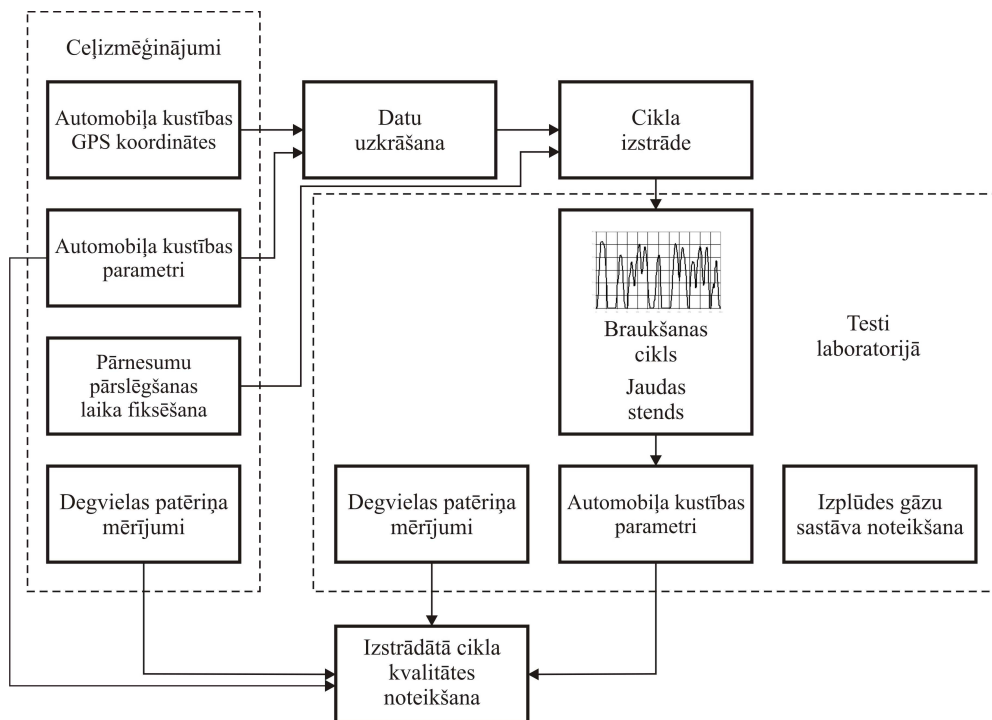 Ceļizmēģinājumi
Automobiļa kustības
GPS koordinātes
Datu
uzkrāšana
Cikla
izstrāde
Automobiļa kustības
parametri
Braukšanas
cikls
Jaudas
stends
Testi
laboratorijā
Pārnesumu
pārslēgšanas
laika fiksēšana
Degvielas patēriņa
mērījumi
Degvielas patēriņa
mērījumi
Automobiļa kustības
parametri
Izplūdes gāzu
sastāva noteikšana
Izstrādātā cikla
kvalitātes
noteikšana